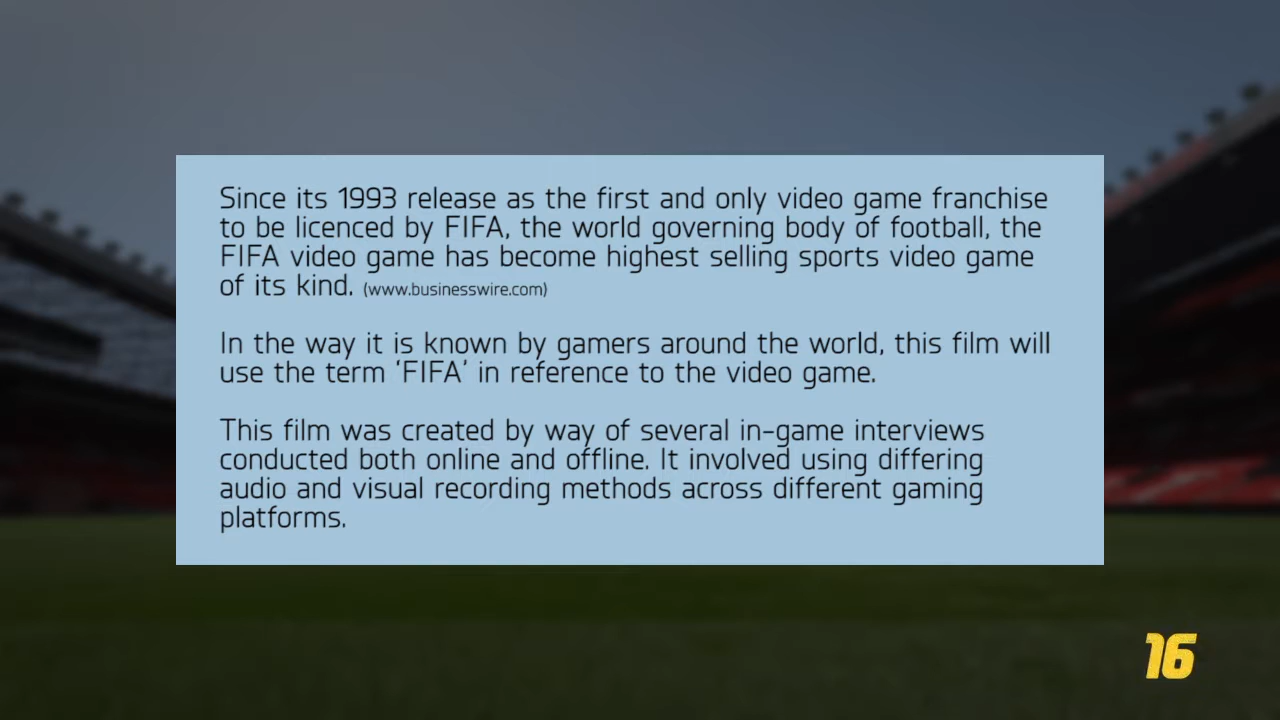 Since its 1993 release as the first and only video game franchise
to be licenced by FIFA, the world governing body of football, the
FIFA video game has become highest selling sports video game
of its kind. (www.businesswire.com)
In the way it is known by gamers around the world, this film will
use the term ‘FIFA’ in reference to the video game.
This film was created by way of several in-game interviews
conducted both online and offline. It involved using differing
audio and visual recording methods across different gaming
platforms.
16